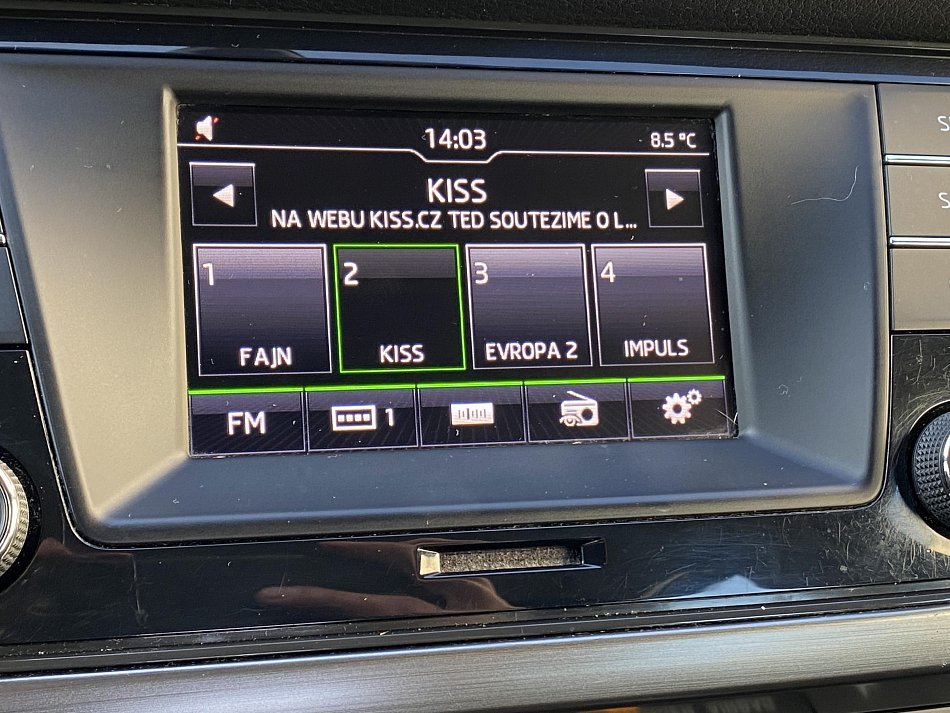 14:03
8.5 °C
KISS
NA WEBU KISS.CZ TED SOUTEZIME O L...
1
2
3
4
FAJN
KISS
EVROPA 2
IMPULS
FM
1